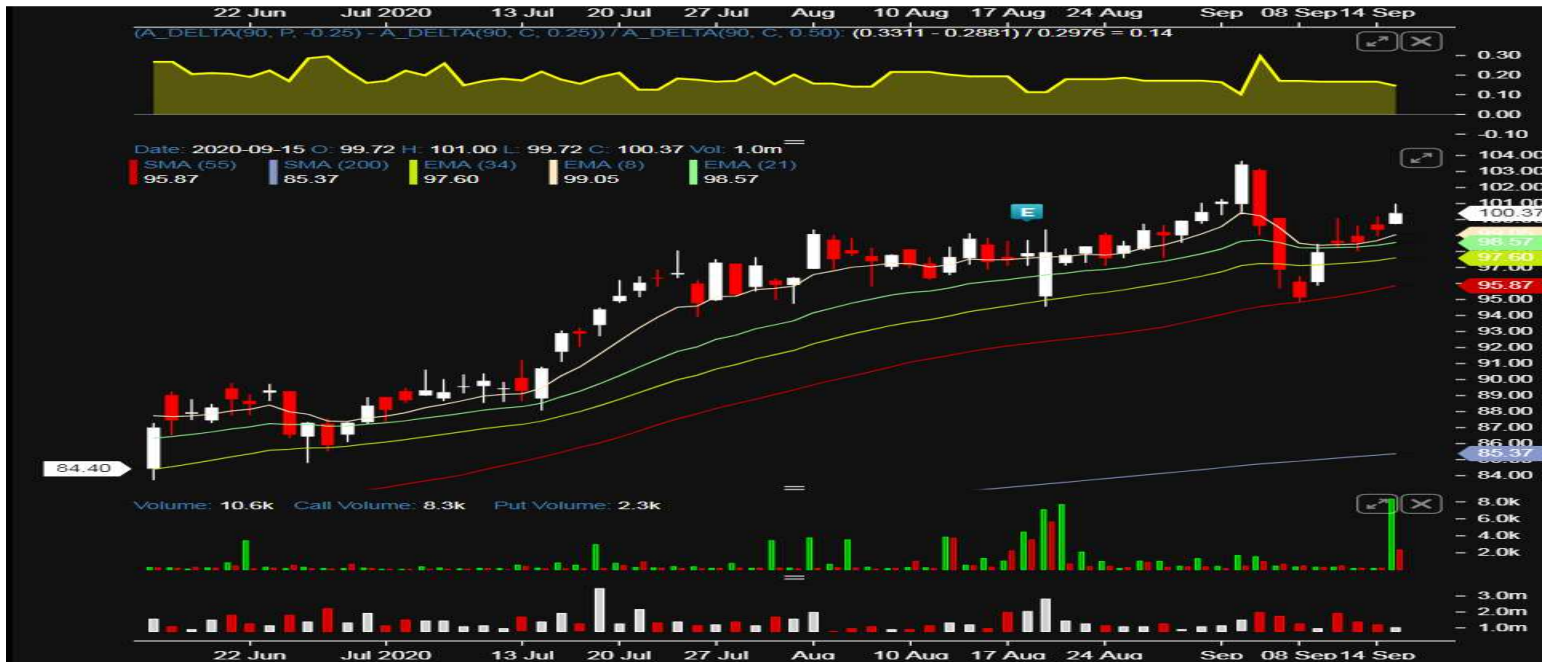 22 Jun Jul 2020 13 Jul 20 Jul 27 Jul Aug 10 Aug 17 Aug 24 Aug Sep 08 Sep 14 Sep
(A_DELTA(90, P, -0.25) - A_DELTA(90, C, 0.25)) / A_DELTA(90, C, 0.50): (0.3311 - 0.2881) / 0.2976 = 0.14
0.30
0.20
0.10
0.00
-0.10
Date: 2020-09-15 O: 99.72 H: 101.00 L: 99.72 C: 100.37 Vol: 1.0m
SMA (55) SMA (200) EMA (34) EMA (8) EMA (21)
95.87 85.37 97.60 99.05 98.57
104.00
103.00
102.00
101.00
E
100.37
98.57
97.60
97.00
95.87
95.00
94.00
93.00
92.00
91.00
90.00
89.00
88.00
87.00
86.00
85.37
84.40
84.00
Volume: 10.6k Call Volume: 8.3k Put Volume: 2.3k
8.0k
6.0k
4.0k
2.0k
3.0m
2.0m
1.0m
22 Jun Jul 2020 13 Jul 20 Jul 27 Jul Aug 10 Aug 17 Aug 24 Aug Sep 08 Sep 14 Sep